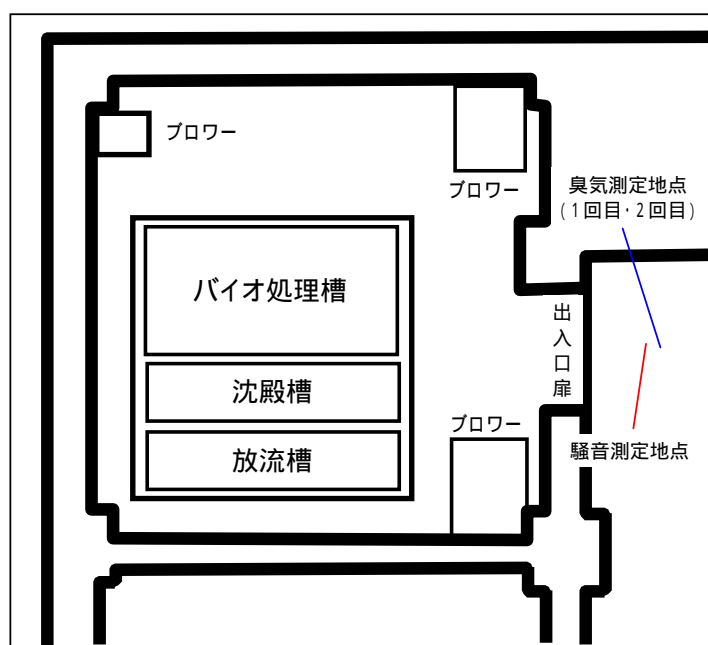 ブロワー
ブロワー
臭気測定地点
(1回目・2回目)
バイオ処理槽
出入口扉
沈殿槽
ブロワー
放流槽
騒音測定地点